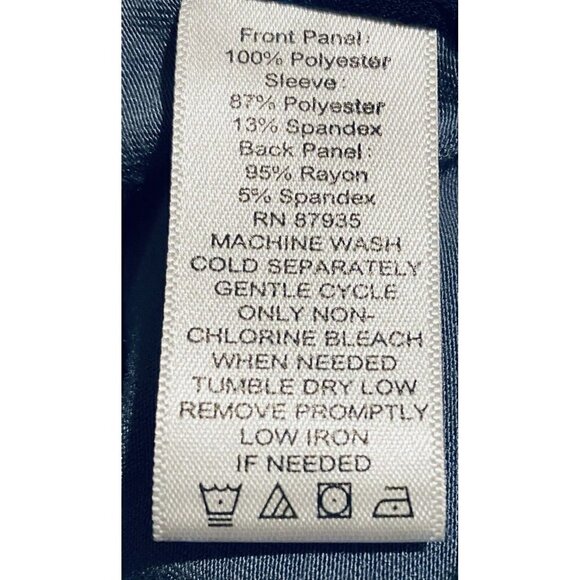 Front Panel:
100% Polyester
Sleeve:
87% Polyester
13% Spandex
Back Panel:
95% Rayon
5% Spandex
RN 87935
MACHINE WASH
COLD SEPARATELY
GENTLE CYCLE
ONLY NON-
CHLORINE BLEACH
WHEN NEEDED
TUMBLE DRY LOW
REMOVE PROMPTLY
LOW IRON
IF NEEDED